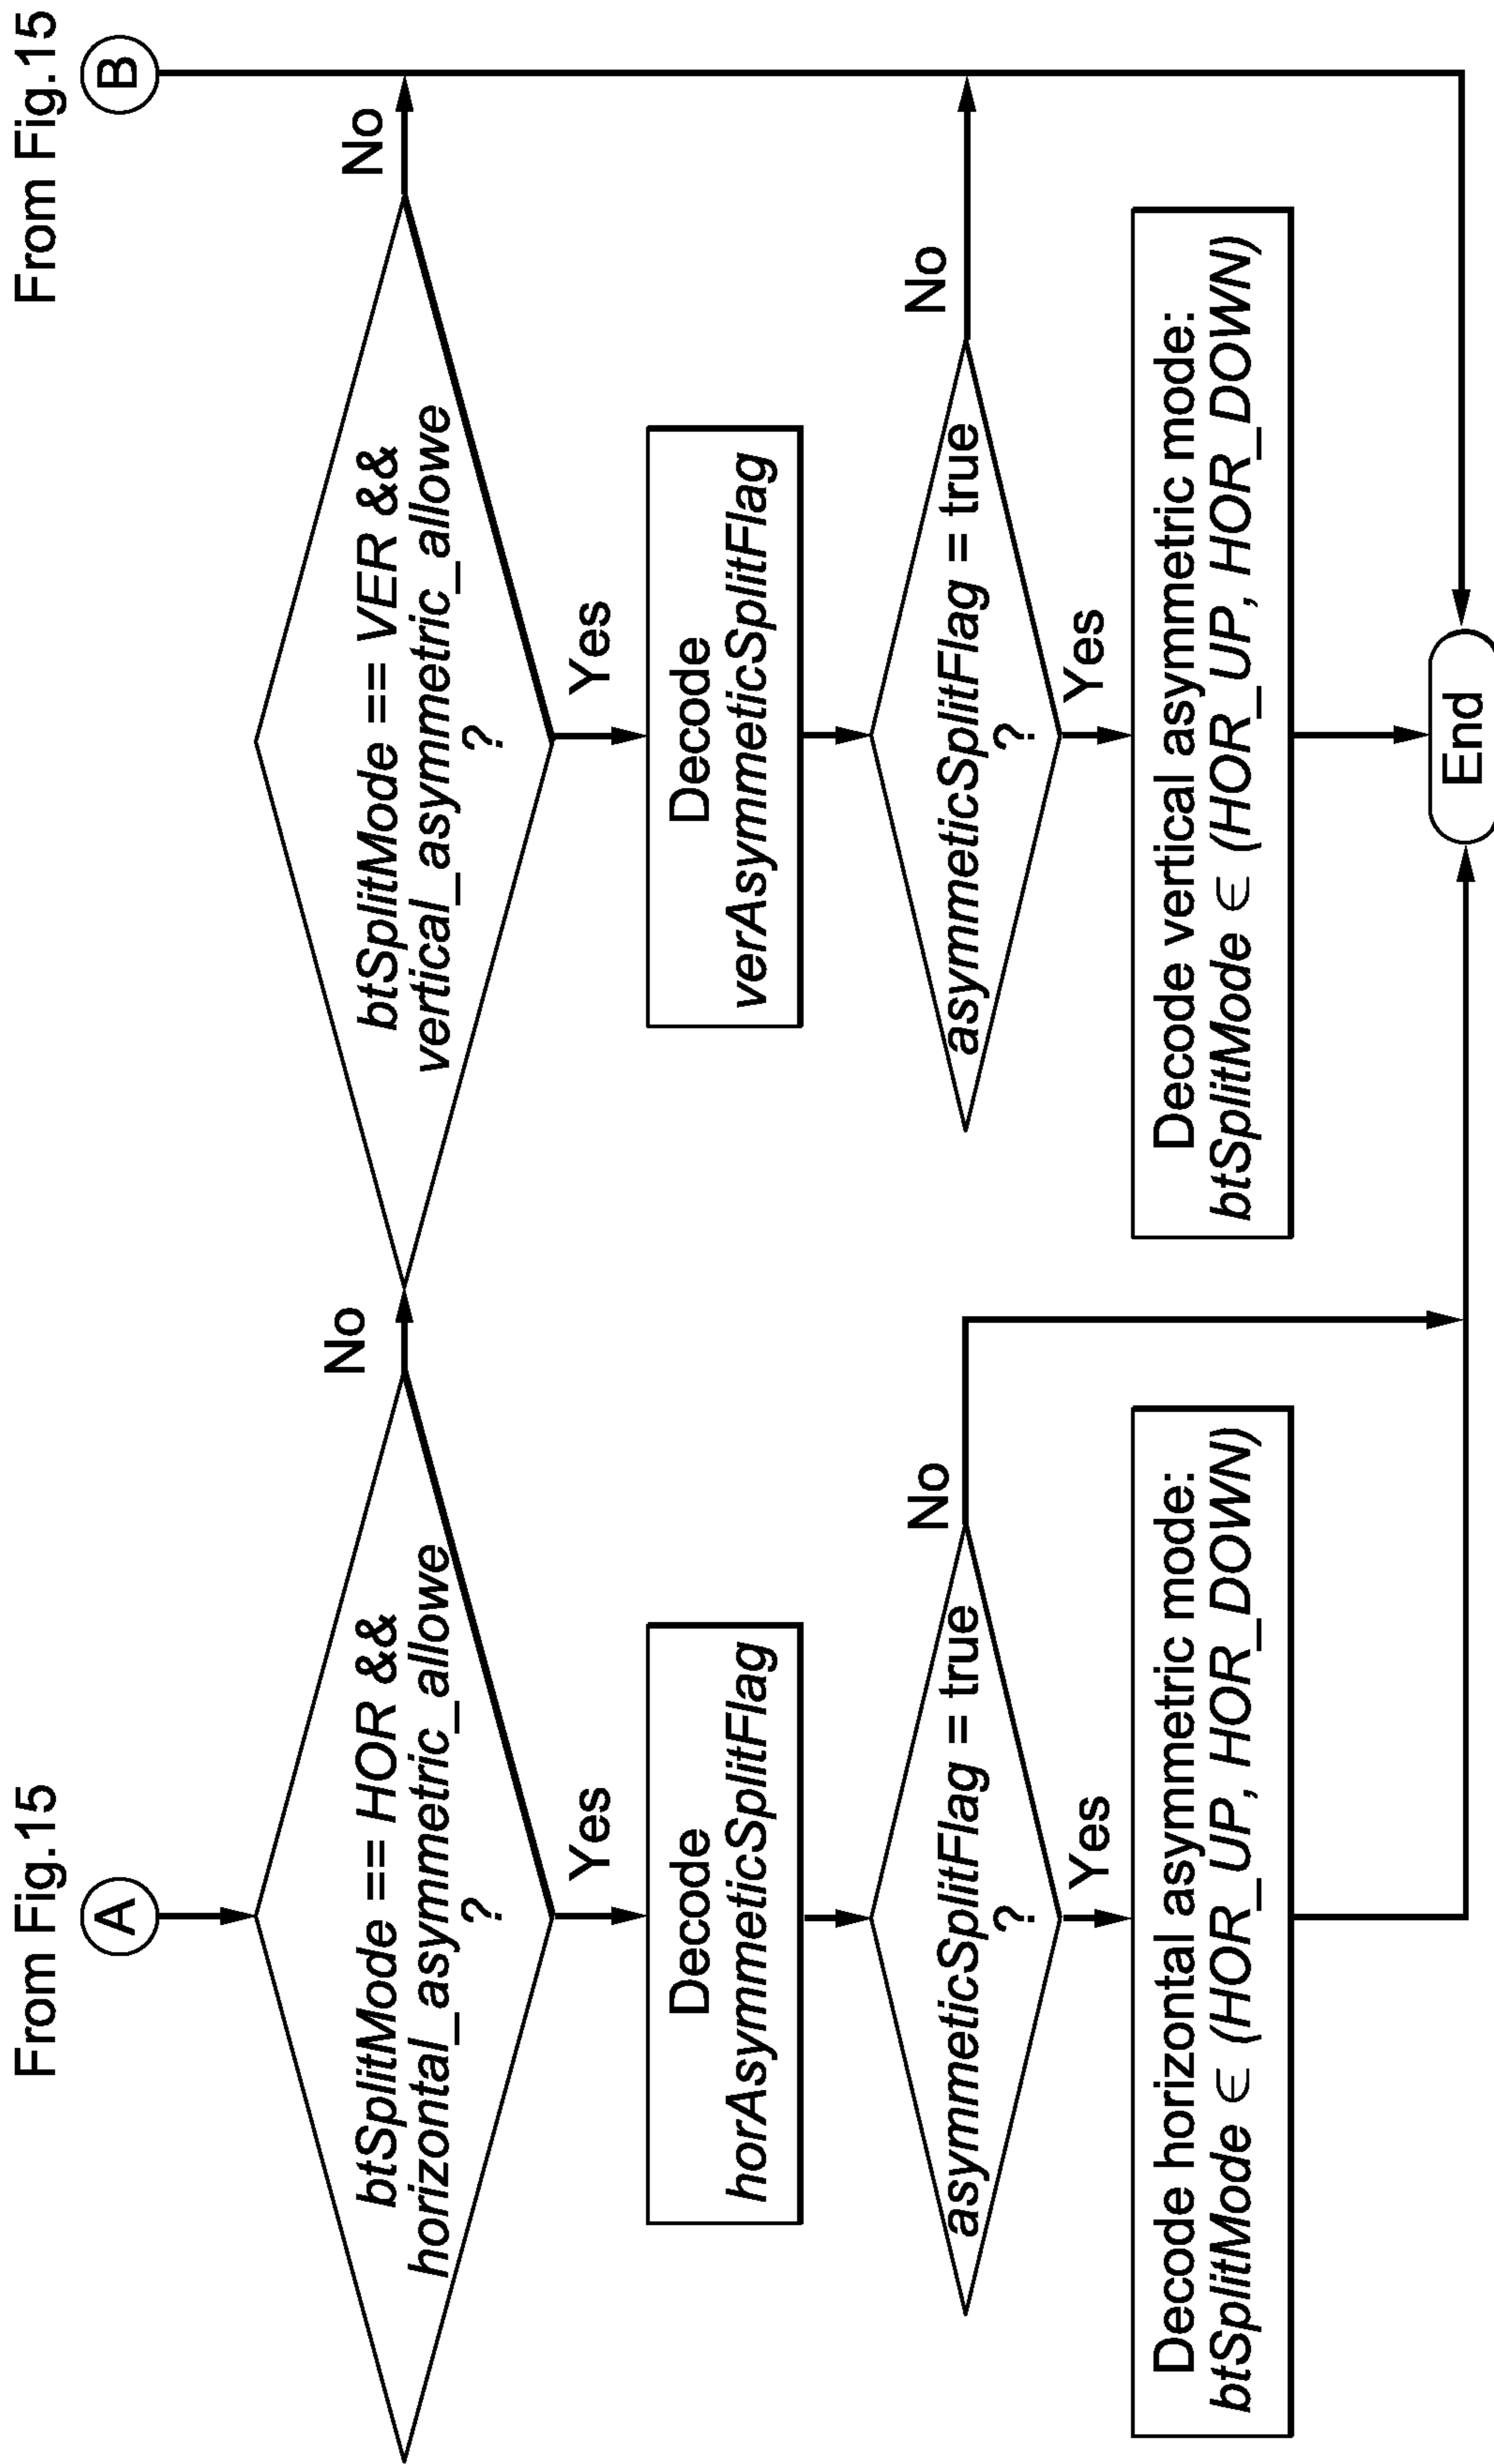 From Fig.15
A
btSplitMode == HOR &&
horizontal_asymmetric_allowe
?
No
Yes
Decode
horAsymmeticSplitFlag
asymmeticSplitFlag = true
?
No
Yes
Decode horizontal asymmetric mode:
btSplitMode ∈ (HOR_UP, HOR_DOWN)
From Fig.15
B
btSplitMode == VER &&
vertical_asymmetric_allowe
?
No
Yes
Decode
verAsymmeticSplitFlag
asymmeticSplitFlag = true
?
No
Yes
Decode vertical asymmetric mode:
btSplitMode ∈ (HOR_UP, HOR_DOWN)
End